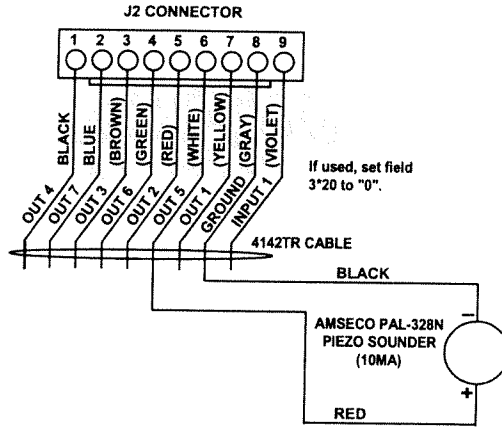 J2 CONNECTOR
1 2 3 4 5 6 7 8 9
BLACK
BLUE
(BROWN)
(GREEN)
(RED)
(WHITE)
(YELLOW)
(GRAY)
(VIOLET)
If used, set field
3*20 to "0".
OUT 4
OUT 7
OUT 3
OUT 6
OUT 2
OUT 5
OUT 1
GROUND
INPUT 1
4142TR CABLE
BLACK
AMSECO PAL-328N
PIEZO SOUNDER
(10MA)
–
+
RED